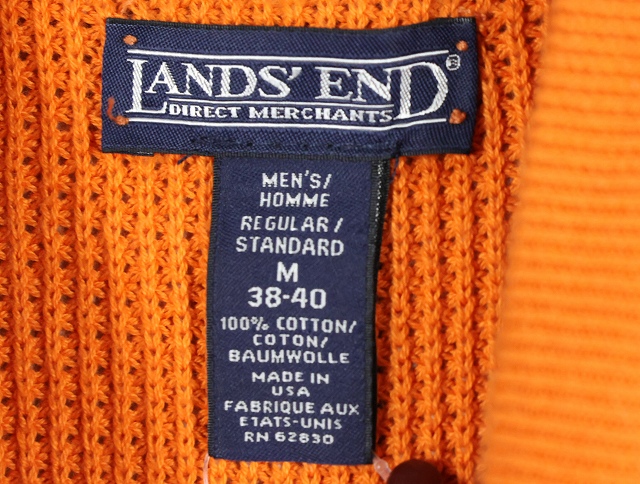 LANDS' END®
DIRECT MERCHANTS
MEN'S/
HOMME
REGULAR/
STANDARD
M
38-40
100% COTTON/
COTON/
BAUMWOLLE
MADE IN
USA
FABRIQUE AUX
ETATS-UNIS
RN 62830